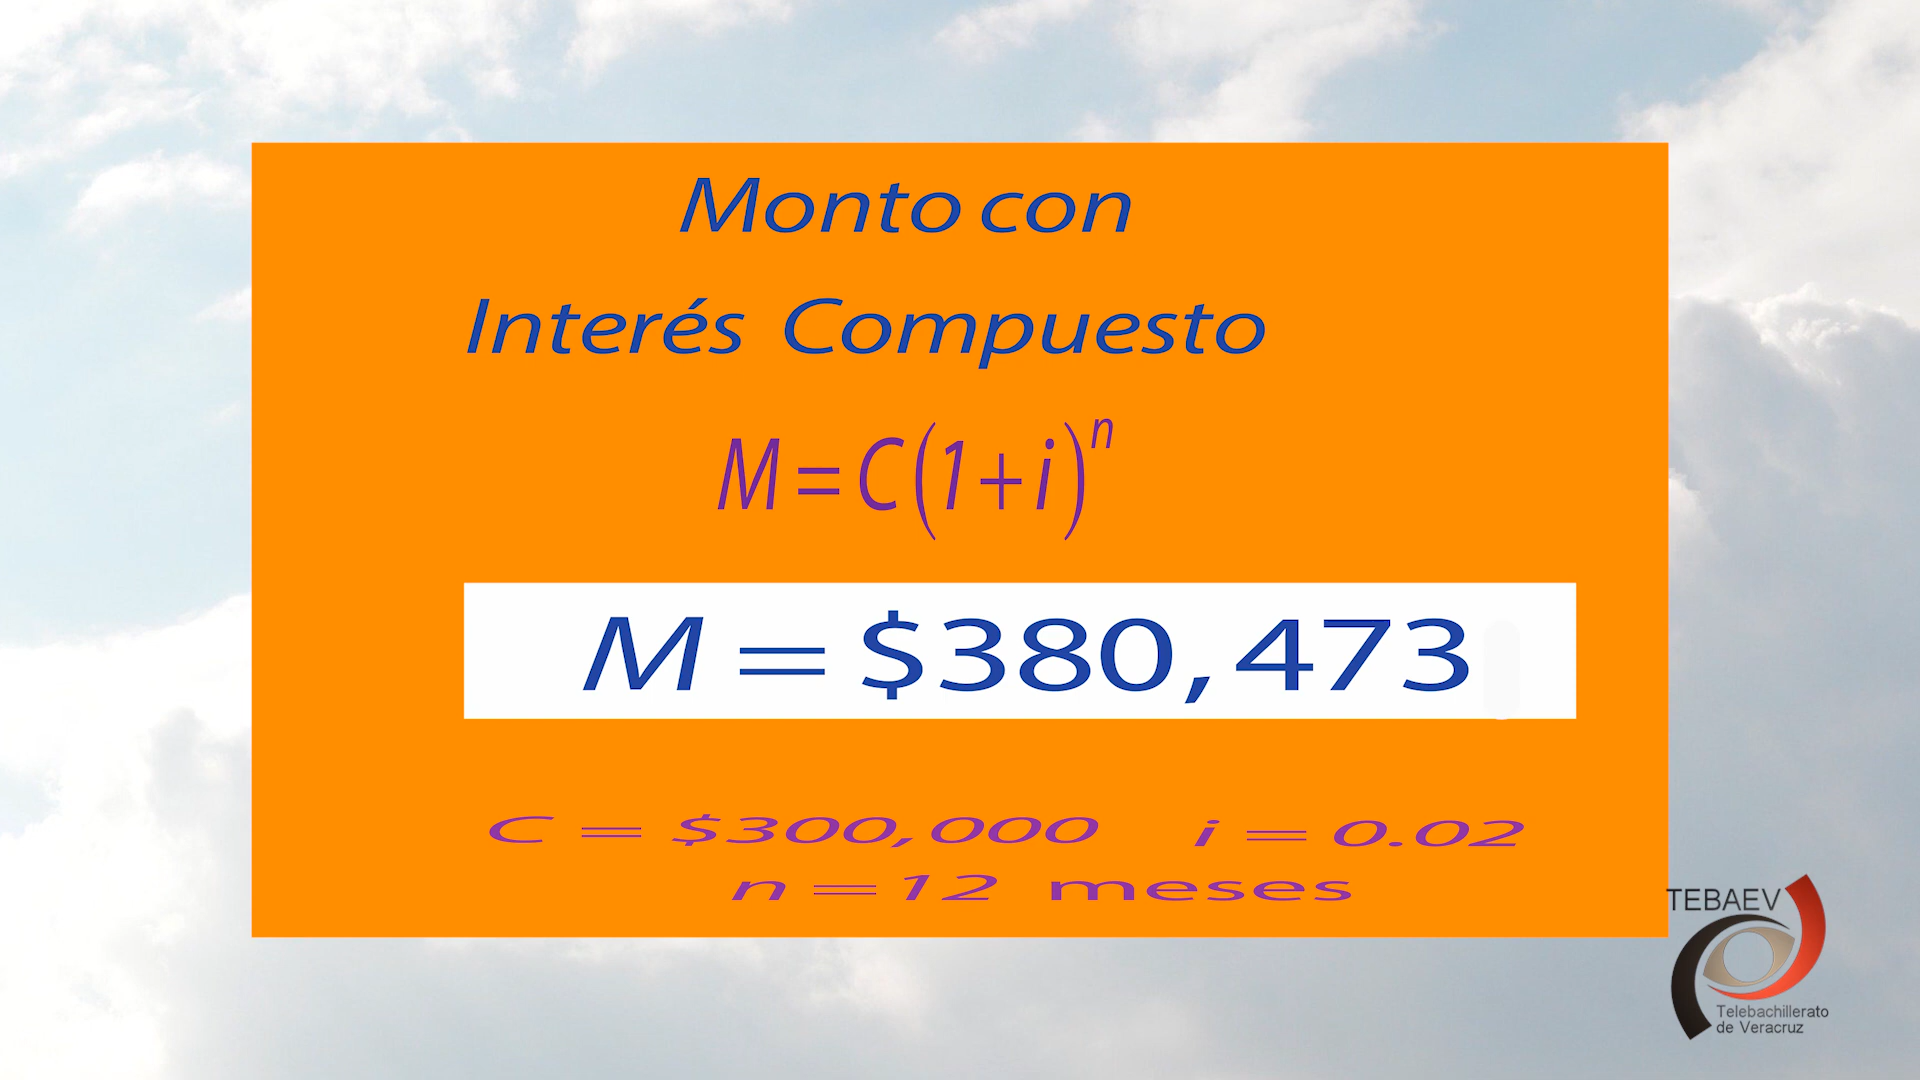 Monto con
Interés Compuesto
M = C(1+i)ⁿ
M = $380,473
C = $300,000 i = 0.02
n = 12 meses
TEBAEV
Telebachillerato
de Veracruz